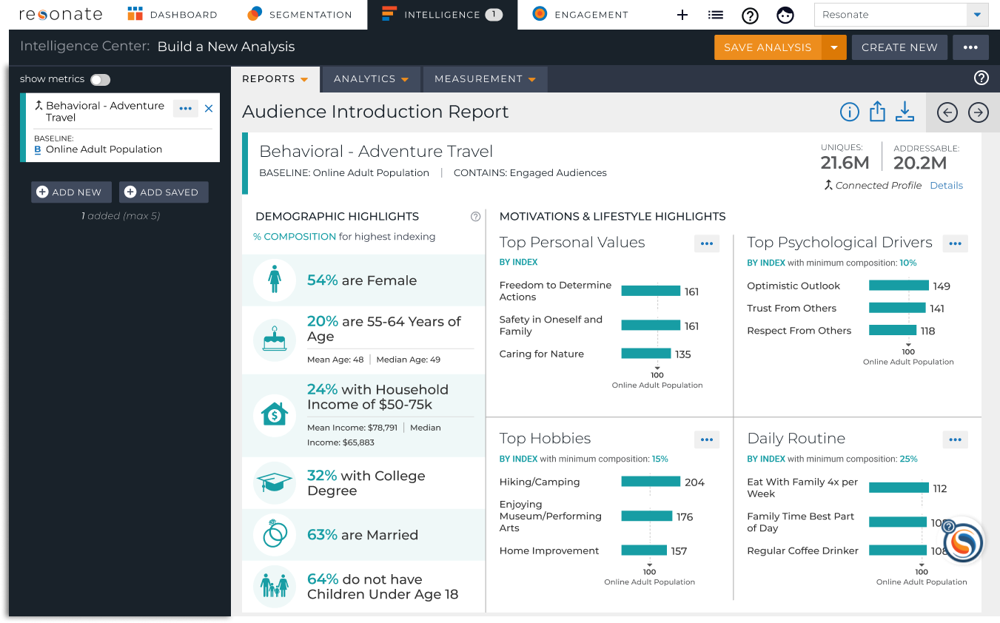 resonate DASHBOARD SEGMENTATION INTELLIGENCE 1 ENGAGEMENT Resonate
Intelligence Center: Build a New Analysis SAVE ANALYSIS CREATE NEW
show metrics
Behavioral - Adventure
Travel
BASELINE:
B Online Adult Population
ADD NEW ADD SAVED
1 added (max 5)
REPORTS ANALYTICS MEASUREMENT
Audience Introduction Report
Behavioral - Adventure Travel
BASELINE: Online Adult Population | CONTAINS: Engaged Audiences
UNIQUES:
21.6M
ADDRESSABLE:
20.2M
Connected Profile Details
DEMOGRAPHIC HIGHLIGHTS
% COMPOSITION for highest indexing
54% are Female
20% are 55-64 Years of
Age
Mean Age: 48 | Median Age: 49
24% with Household
Income of $50-75k
Mean Income: $78,791 | Median
Income: $65,883
32% with College
Degree
63% are Married
64% do not have
Children Under Age 18
MOTIVATIONS & LIFESTYLE HIGHLIGHTS
Top Personal Values
BY INDEX
Freedom to Determine
Actions
161
Safety in Oneself and
Family
161
Caring for Nature 135
100
Online Adult Population
Top Psychological Drivers
BY INDEX with minimum composition: 10%
Optimistic Outlook 149
Trust From Others 141
Respect From Others 118
100
Online Adult Population
Top Hobbies
BY INDEX with minimum composition: 15%
Hiking/Camping 204
Enjoying
Museum/Performing
Arts
176
Home Improvement 157
100
Online Adult Population
Daily Routine
BY INDEX with minimum composition: 25%
Eat With Family 4x per
Week
112
Family Time Best Part
of Day
Regular Coffee Drinker 108
100
Online Adult Population